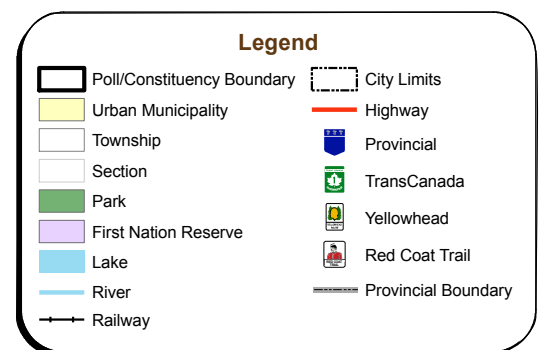 Legend
Poll/Constituency Boundary
Urban Municipality
Township
Section
Park
First Nation Reserve
Lake
River
Railway
City Limits
Highway
Provincial
TransCanada
Yellowhead
Red Coat Trail
Provincial Boundary